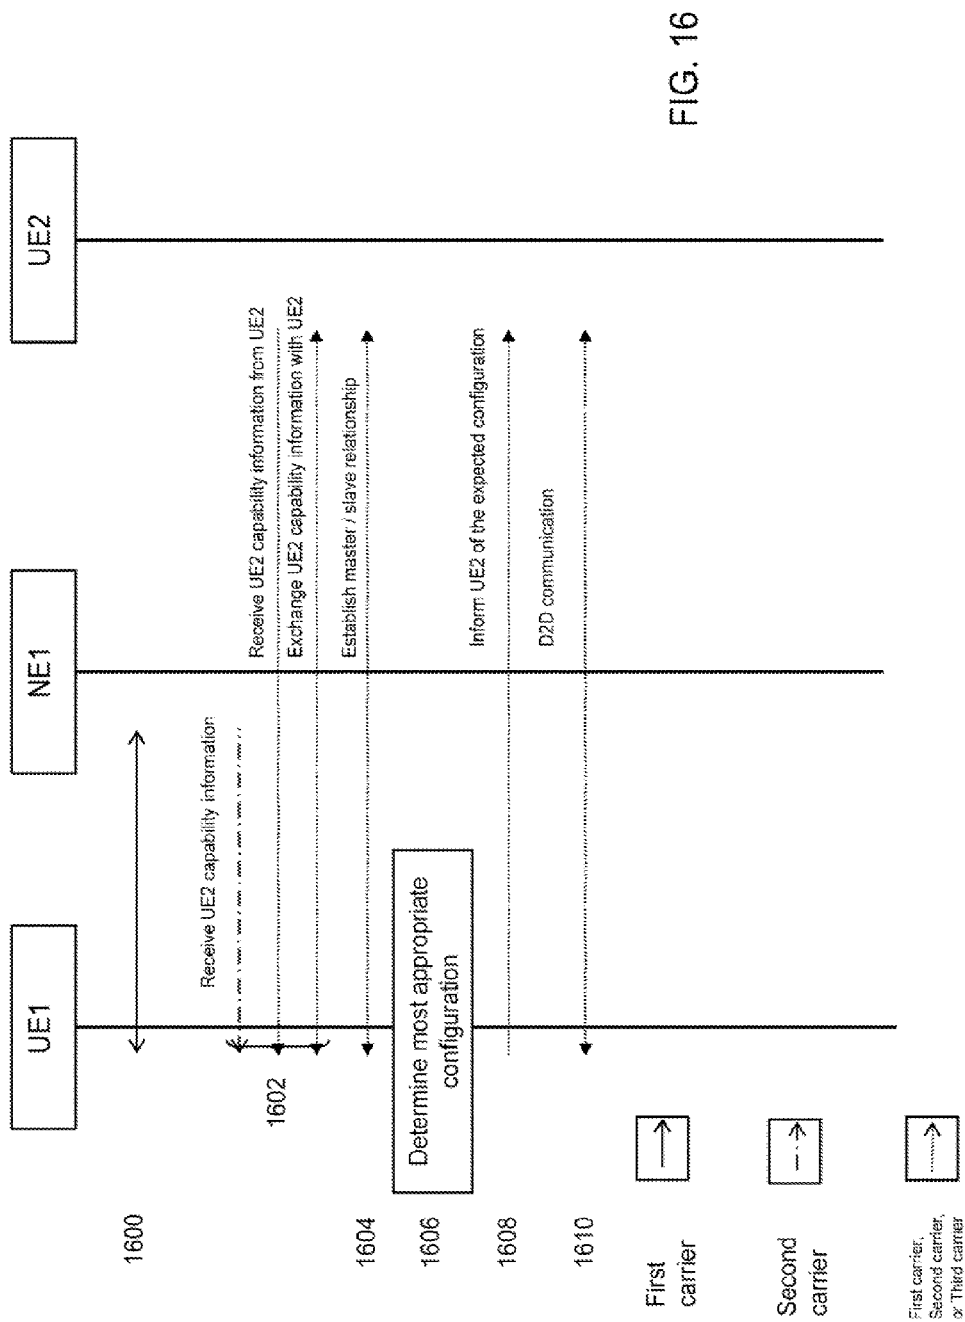 UE1
NE1
UE2
1600
Receive UE2 capability information
Receive UE2 capability information from UE2
1602
Exchange UE2 capability information with UE2
1604
Establish master / slave relationship
1606
Determine most appropriate
configuration
1608
Inform UE2 of the expected configuration
1610
D2D communication
First
carrier
Second
carrier
First carrier,
Second carrier,
or Third carrier
FIG. 16